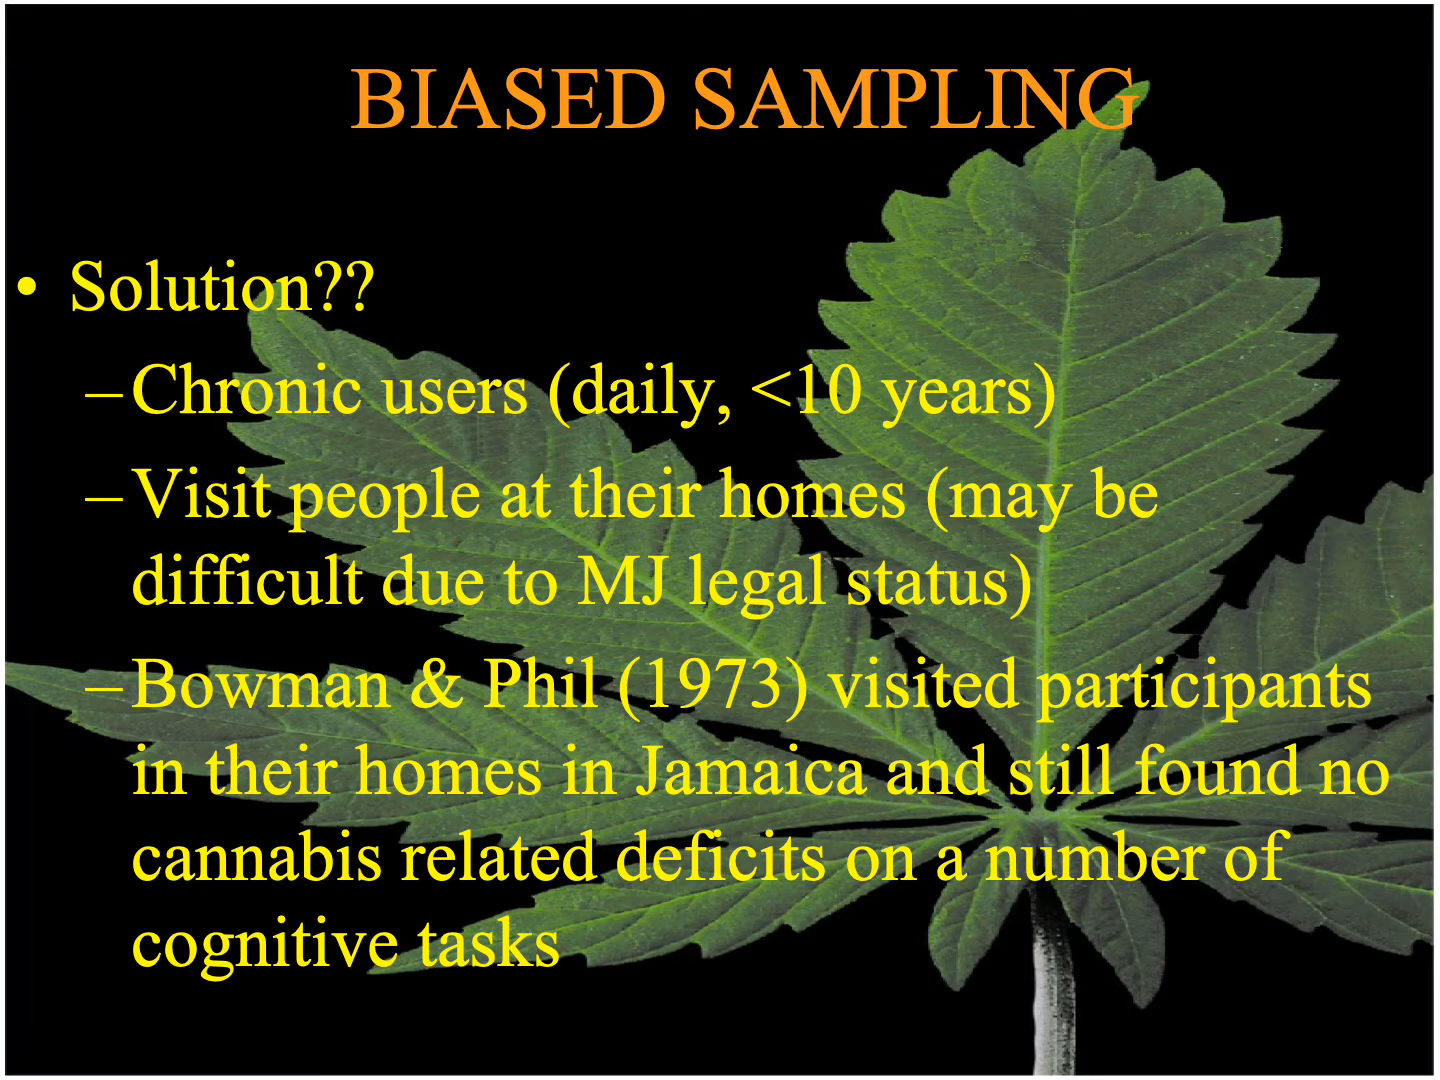 BIASED SAMPLING
• Solution??
–Chronic users (daily, <10 years)
–Visit people at their homes (may be
difficult due to MJ legal status)
–Bowman & Phil (1973) visited participants
in their homes in Jamaica and still found no
cannabis related deficits on a number of
cognitive tasks